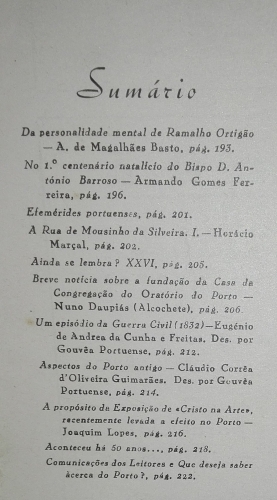 Sumário
Da personalidade mental de Ramalho Ortigão
— A. de Magalhães Basto, pág. 193.
No 1.º centenário natalício do Bispo D. An-
tónio Barroso — Armando Gomes Fer-
reira, pág. 196.
Efemérides portuenses, pág. 201.
A Rua de Mousinho da Silveira. I. — Horácio
Marçal, pág. 202.
Ainda se lembra? XXVI, pág. 205.
Breve notícia sobre a fundação da Casa da
Congregação do Oratório do Porto —
Nuno Daupiás (Alcochete), pág. 206.
Um episódio da Guerra Civil (1832) — Eugénio
de Andrea da Cunha e Freitas. Des. por
Gouvêa Portuense, pág. 212.
Aspectos do Porto antigo — Cláudio Corrêa
d'Oliveira Guimarães. Des. por Gouvêa
Portuense, pág. 214.
A propósito da Exposição de «Cristo na Arte»,
recentemente levada a efeito no Porto —
Joaquim Lopes, pág. 216.
Aconteceu há 50 anos..., pág. 218.
Comunicações dos Leitores e Que deseja saber
àcerca do Porto?, pág. 222.